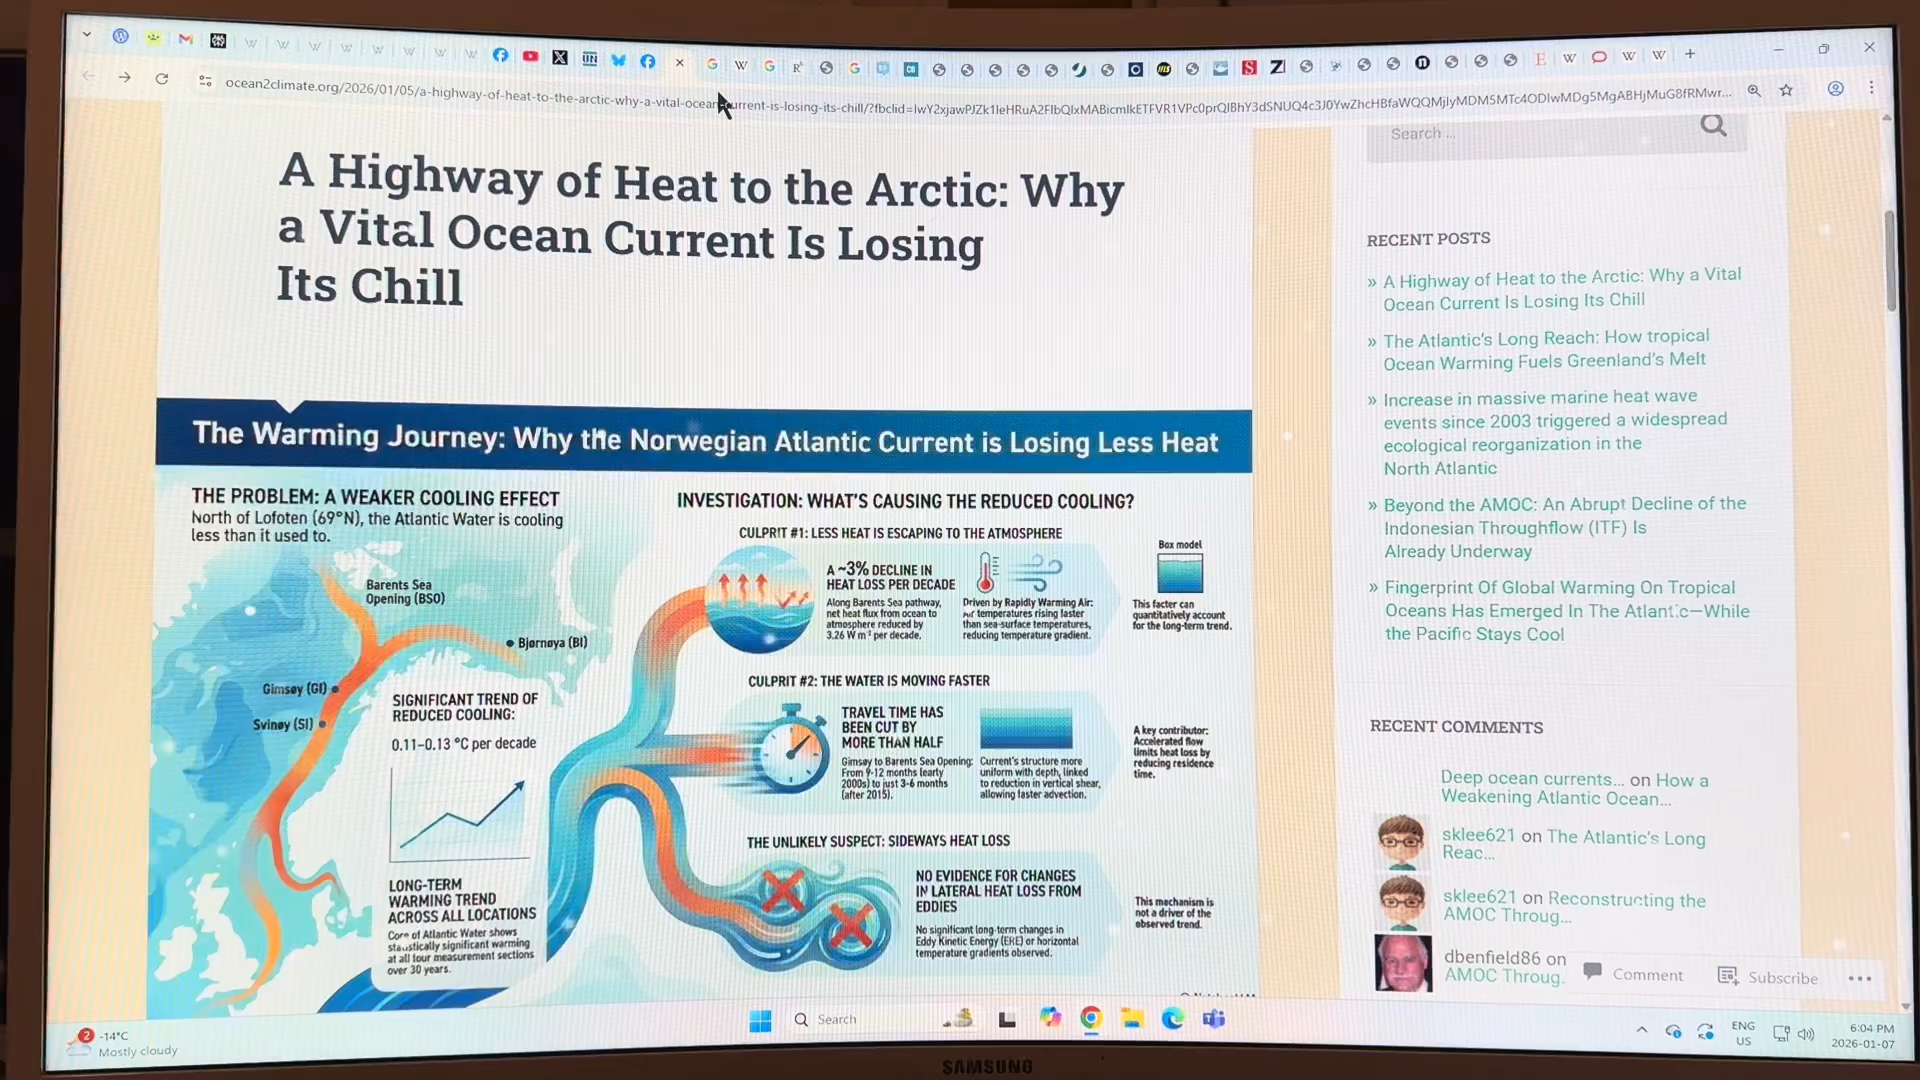 ocean2climate.org/2026/01/05/a-highway-of-heat-to-the-arctic-why-a-vital-ocean-current-is-losing-its-chill/?fbclid=
A Highway of Heat to the Arctic: Why
a Vital Ocean Current Is Losing
Its Chill
The Warming Journey: Why the Norwegian Atlantic Current is Losing Less Heat
THE PROBLEM: A WEAKER COOLING EFFECT
North of Lofoten (69°N), the Atlantic Water is cooling
less than it used to.
Barents Sea
Opening (BSO)
Bjørnøya (BI)
Gimsøy (GI)
Svinøy (SI)
SIGNIFICANT TREND OF
REDUCED COOLING:
0.11–0.13 °C per decade
LONG-TERM
WARMING TREND
ACROSS ALL LOCATIONS
Core of Atlantic Water shows
statistically significant warming
at all four measurement sections
over 30 years.
INVESTIGATION: WHAT'S CAUSING THE REDUCED COOLING?
CULPRIT #1: LESS HEAT IS ESCAPING TO THE ATMOSPHERE
A ~3% DECLINE IN
HEAT LOSS PER DECADE
Along Barents Sea pathway,
net heat flux from ocean to
atmosphere reduced by
3.26 W m⁻² per decade.
Driven by Rapidly Warming Air:
Air temperatures rising faster
than sea-surface temperatures,
reducing temperature gradient.
Box model
This facter can
quantitatively account
for the long-term trend.
CULPRIT #2: THE WATER IS MOVING FASTER
TRAVEL TIME HAS
BEEN CUT BY
MORE THAN HALF
Gimsøy to Barents Sea Opening:
From 9-12 months (early
2000s) to just 3-6 months
(after 2015).
Current's structure more
uniform with depth, linked
to reduction in vertical shear,
allowing faster advection.
A key contributor:
Accelerated flow
limits heat loss by
reducing residence
time.
THE UNLIKELY SUSPECT: SIDEWAYS HEAT LOSS
NO EVIDENCE FOR CHANGES
IN LATERAL HEAT LOSS FROM
EDDIES
No significant long-term changes in
Eddy Kinetic Energy (EKE) or horizontal
temperature gradients observed.
This mechanism is
not a driver of the
observed trend.
Search ...
RECENT POSTS
» A Highway of Heat to the Arctic: Why a Vital
Ocean Current Is Losing Its Chill
» The Atlantic's Long Reach: How tropical
Ocean Warming Fuels Greenland's Melt
» Increase in massive marine heat wave
events since 2003 triggered a widespread
ecological reorganization in the
North Atlantic
» Beyond the AMOC: An Abrupt Decline of the
Indonesian Throughflow (ITF) Is
Already Underway
» Fingerprint Of Global Warming On Tropical
Oceans Has Emerged In The Atlantic—While
the Pacific Stays Cool
RECENT COMMENTS
Deep ocean currents... on How a
Weakening Atlantic Ocean...
sklee621 on The Atlantic's Long
Reac...
sklee621 on Reconstructing the
AMOC Throug...
dbenfield86 on
AMOC Throug.
Comment
Subscribe
2
-14°C
Mostly cloudy
Search
ENG
US
6:04 PM
2026-01-07
SAMSUNG